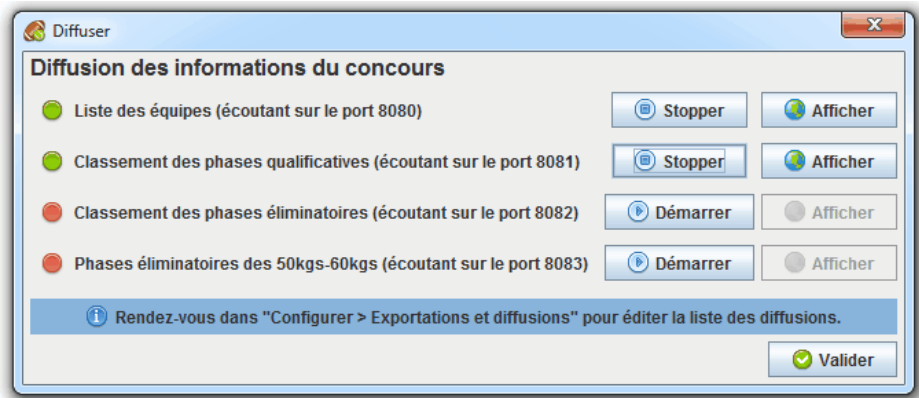 Diffuser
Diffusion des informations du concours
Liste des équipes (écoutant sur le port 8080) Stopper Afficher
Classement des phases qualificatives (écoutant sur le port 8081) Stopper Afficher
Classement des phases éliminatoires (écoutant sur le port 8082) Démarrer Afficher
Phases éliminatoires des 50kgs-60kgs (écoutant sur le port 8083) Démarrer Afficher
Rendez-vous dans "Configurer > Exportations et diffusions" pour éditer la liste des diffusions.
Valider